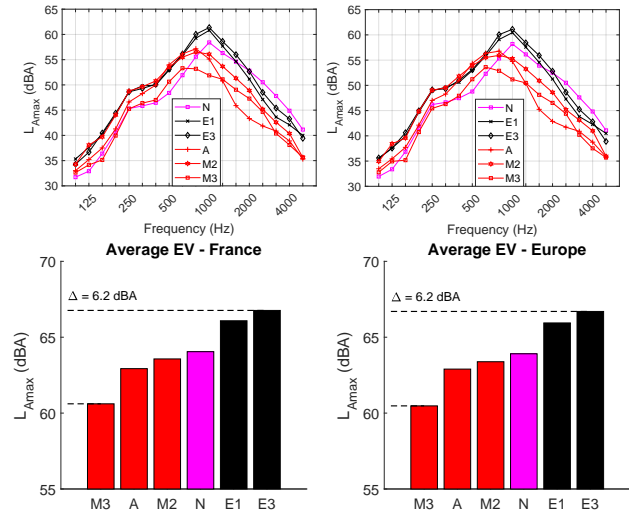 65
60
55
50
45
40
35
30
L_Amax (dBA)
N
E1
E3
A
M2
M3
125
250
500
1000
2000
4000
Frequency (Hz)
65
60
55
50
45
40
35
30
L_Amax (dBA)
N
E1
E3
A
M2
M3
125
250
500
1000
2000
4000
Frequency (Hz)
Average EV - France
70
65
60
55
L_Amax (dBA)
Δ = 6.2 dBA
M3 A M2 N E1 E3
Average EV - Europe
70
65
60
55
L_Amax (dBA)
Δ = 6.2 dBA
M3 A M2 N E1 E3